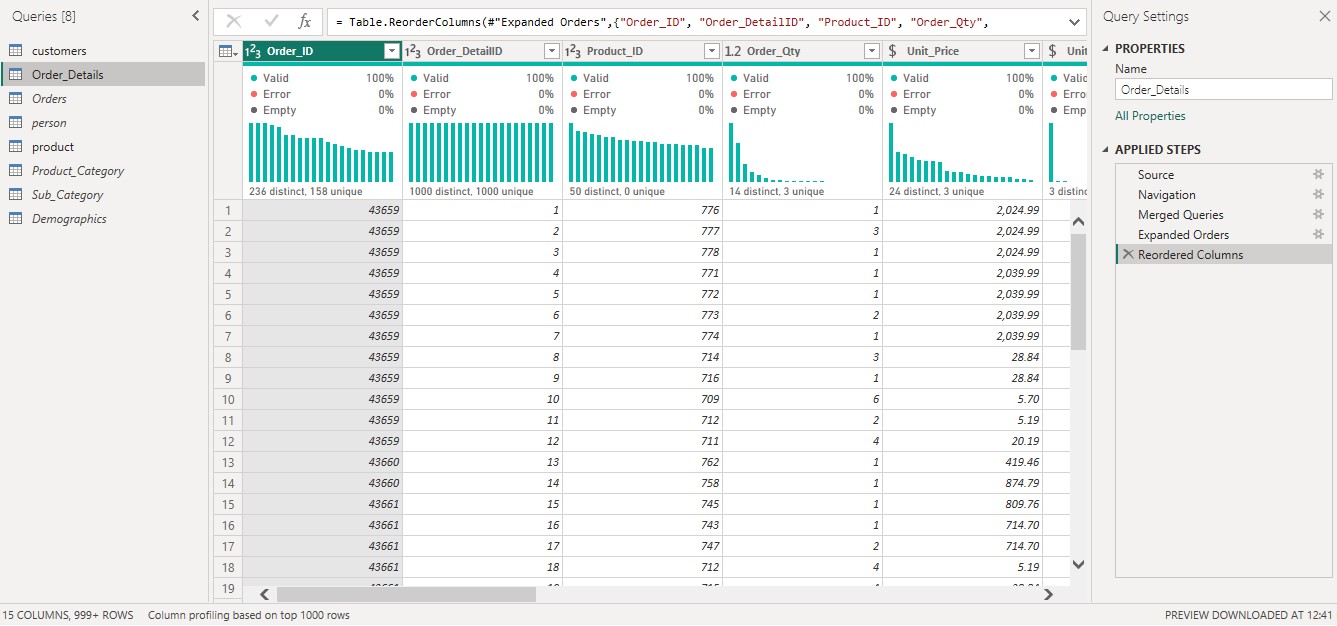 Queries [8]
customers
Order_Details
Orders
person
product
Product_Category
Sub_Category
Demographics
fx = Table.ReorderColumns(#"Expanded Orders",{"Order_ID", "Order_DetailID", "Product_ID", "Order_Qty",
1²3 Order_ID 1²3 Order_DetailID 1²3 Product_ID 1.2 Order_Qty $ Unit_Price $ Unit
Valid 100% Valid 100% Valid 100% Valid 100% Valid 100% Valid
Error 0% Error 0% Error 0% Error 0% Error 0% Error
Empty 0% Empty 0% Empty 0% Empty 0% Empty 0% Emp
236 distinct, 158 unique 1000 distinct, 1000 unique 50 distinct, 0 unique 14 distinct, 3 unique 24 distinct, 3 unique 3 distinc
1 43659 1 776 1 2,024.99
2 43659 2 777 3 2,024.99
3 43659 3 778 1 2,024.99
4 43659 4 771 1 2,039.99
5 43659 5 772 1 2,039.99
6 43659 6 773 2 2,039.99
7 43659 7 774 1 2,039.99
8 43659 8 714 3 28.84
9 43659 9 716 1 28.84
10 43659 10 709 6 5.70
11 43659 11 712 2 5.19
12 43659 12 711 4 20.19
13 43660 13 762 1 419.46
14 43660 14 758 1 874.79
15 43661 15 745 1 809.76
16 43661 16 743 1 714.70
17 43661 17 747 2 714.70
18 43661 18 712 4 5.19
19
Query Settings
PROPERTIES
Name
Order_Details
All Properties
APPLIED STEPS
Source
Navigation
Merged Queries
Expanded Orders
Reordered Columns
15 COLUMNS, 999+ ROWS Column profiling based on top 1000 rows PREVIEW DOWNLOADED AT 12:41